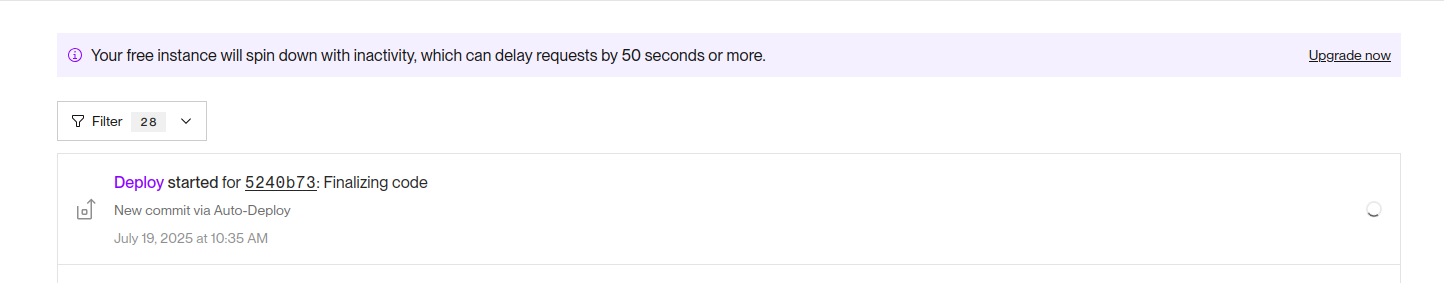 Your free instance will spin down with inactivity, which can delay requests by 50 seconds or more. Upgrade now
Filter 28
Deploy started for 5240b73: Finalizing code
New commit via Auto-Deploy
July 19, 2025 at 10:35 AM